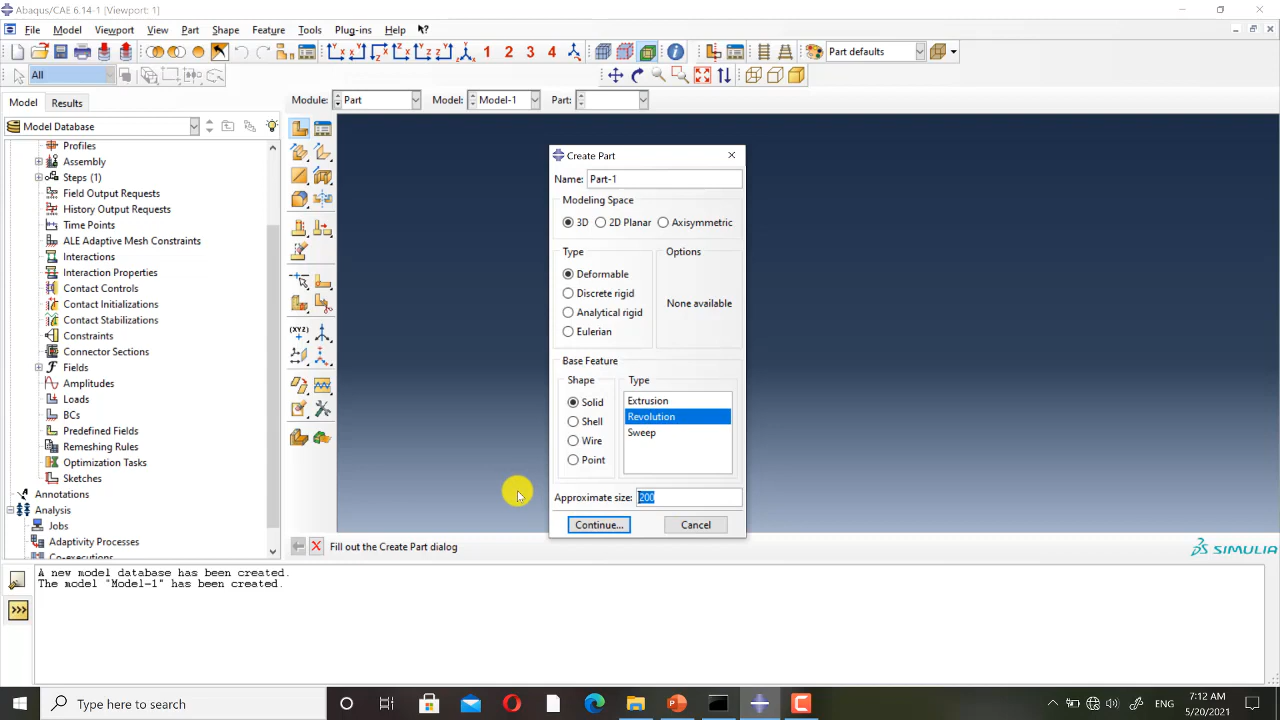 Abaqus/CAE 6.14-1 [Viewport: 1]
File Model Viewport View Part Shape Feature Tools Plug-ins Help
1 2 3 4
Part defaults
All
Model Results
Module: Part Model: Model-1 Part:
Model Database
Profiles
Assembly
Steps (1)
Field Output Requests
History Output Requests
Time Points
ALE Adaptive Mesh Constraints
Interactions
Interaction Properties
Contact Controls
Contact Initializations
Contact Stabilizations
Constraints
Connector Sections
Fields
Amplitudes
Loads
BCs
Predefined Fields
Remeshing Rules
Optimization Tasks
Sketches
Annotations
Analysis
Jobs
Adaptivity Processes
Co-executions
(XYZ)
Create Part
Name: Part-1
Modeling Space
3D 2D Planar Axisymmetric
Type
Deformable
Discrete rigid
Analytical rigid
Eulerian
Options
None available
Base Feature
Shape
Solid
Shell
Wire
Point
Type
Extrusion
Revolution
Sweep
Approximate size: 200
Continue... Cancel
Fill out the Create Part dialog
SIMULIA
A new model database has been created.
The model "Model-1" has been created.
>>>
Type here to search
ENG
7:12 AM
5/20/2021